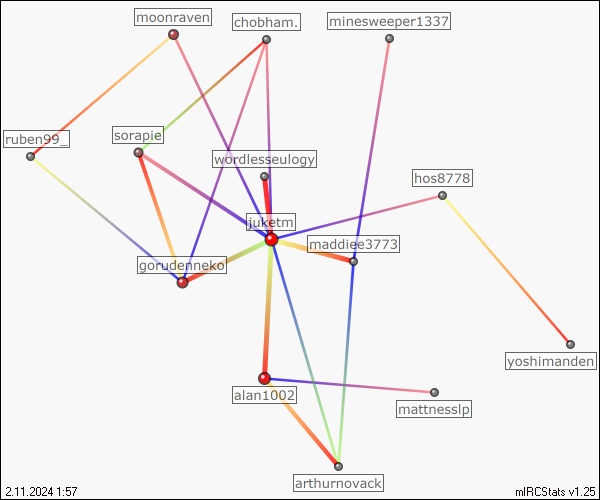 moonraven
chobham.
minesweeper1337
ruben99_
sorapie
wordlesseulogy
hos8778
juketm
maddiee3773
gorudenneko
yoshimanden
alan1002
mattnesslp
arthurnovack
2.11.2024 1:57
mIRCStats v1.25